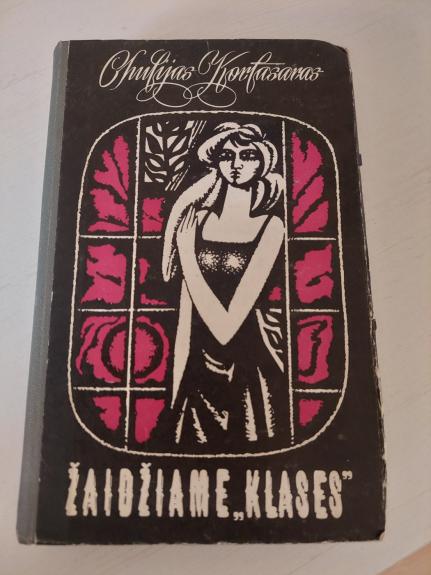 Chulijas Kortasaras
ŽAIDŽIAME „KLASES”